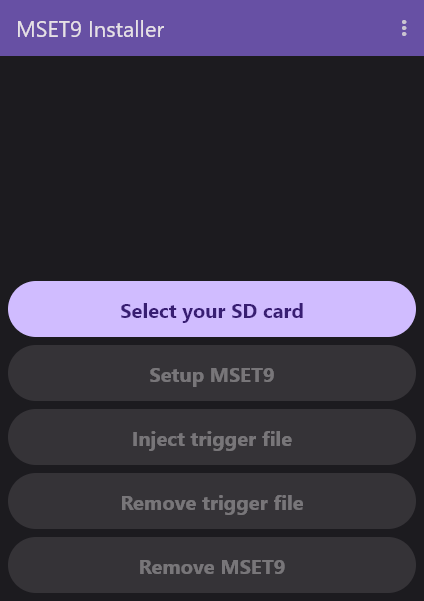 MSET9 Installer
Select your SD card
Setup MSET9
Inject trigger file
Remove trigger file
Remove MSET9